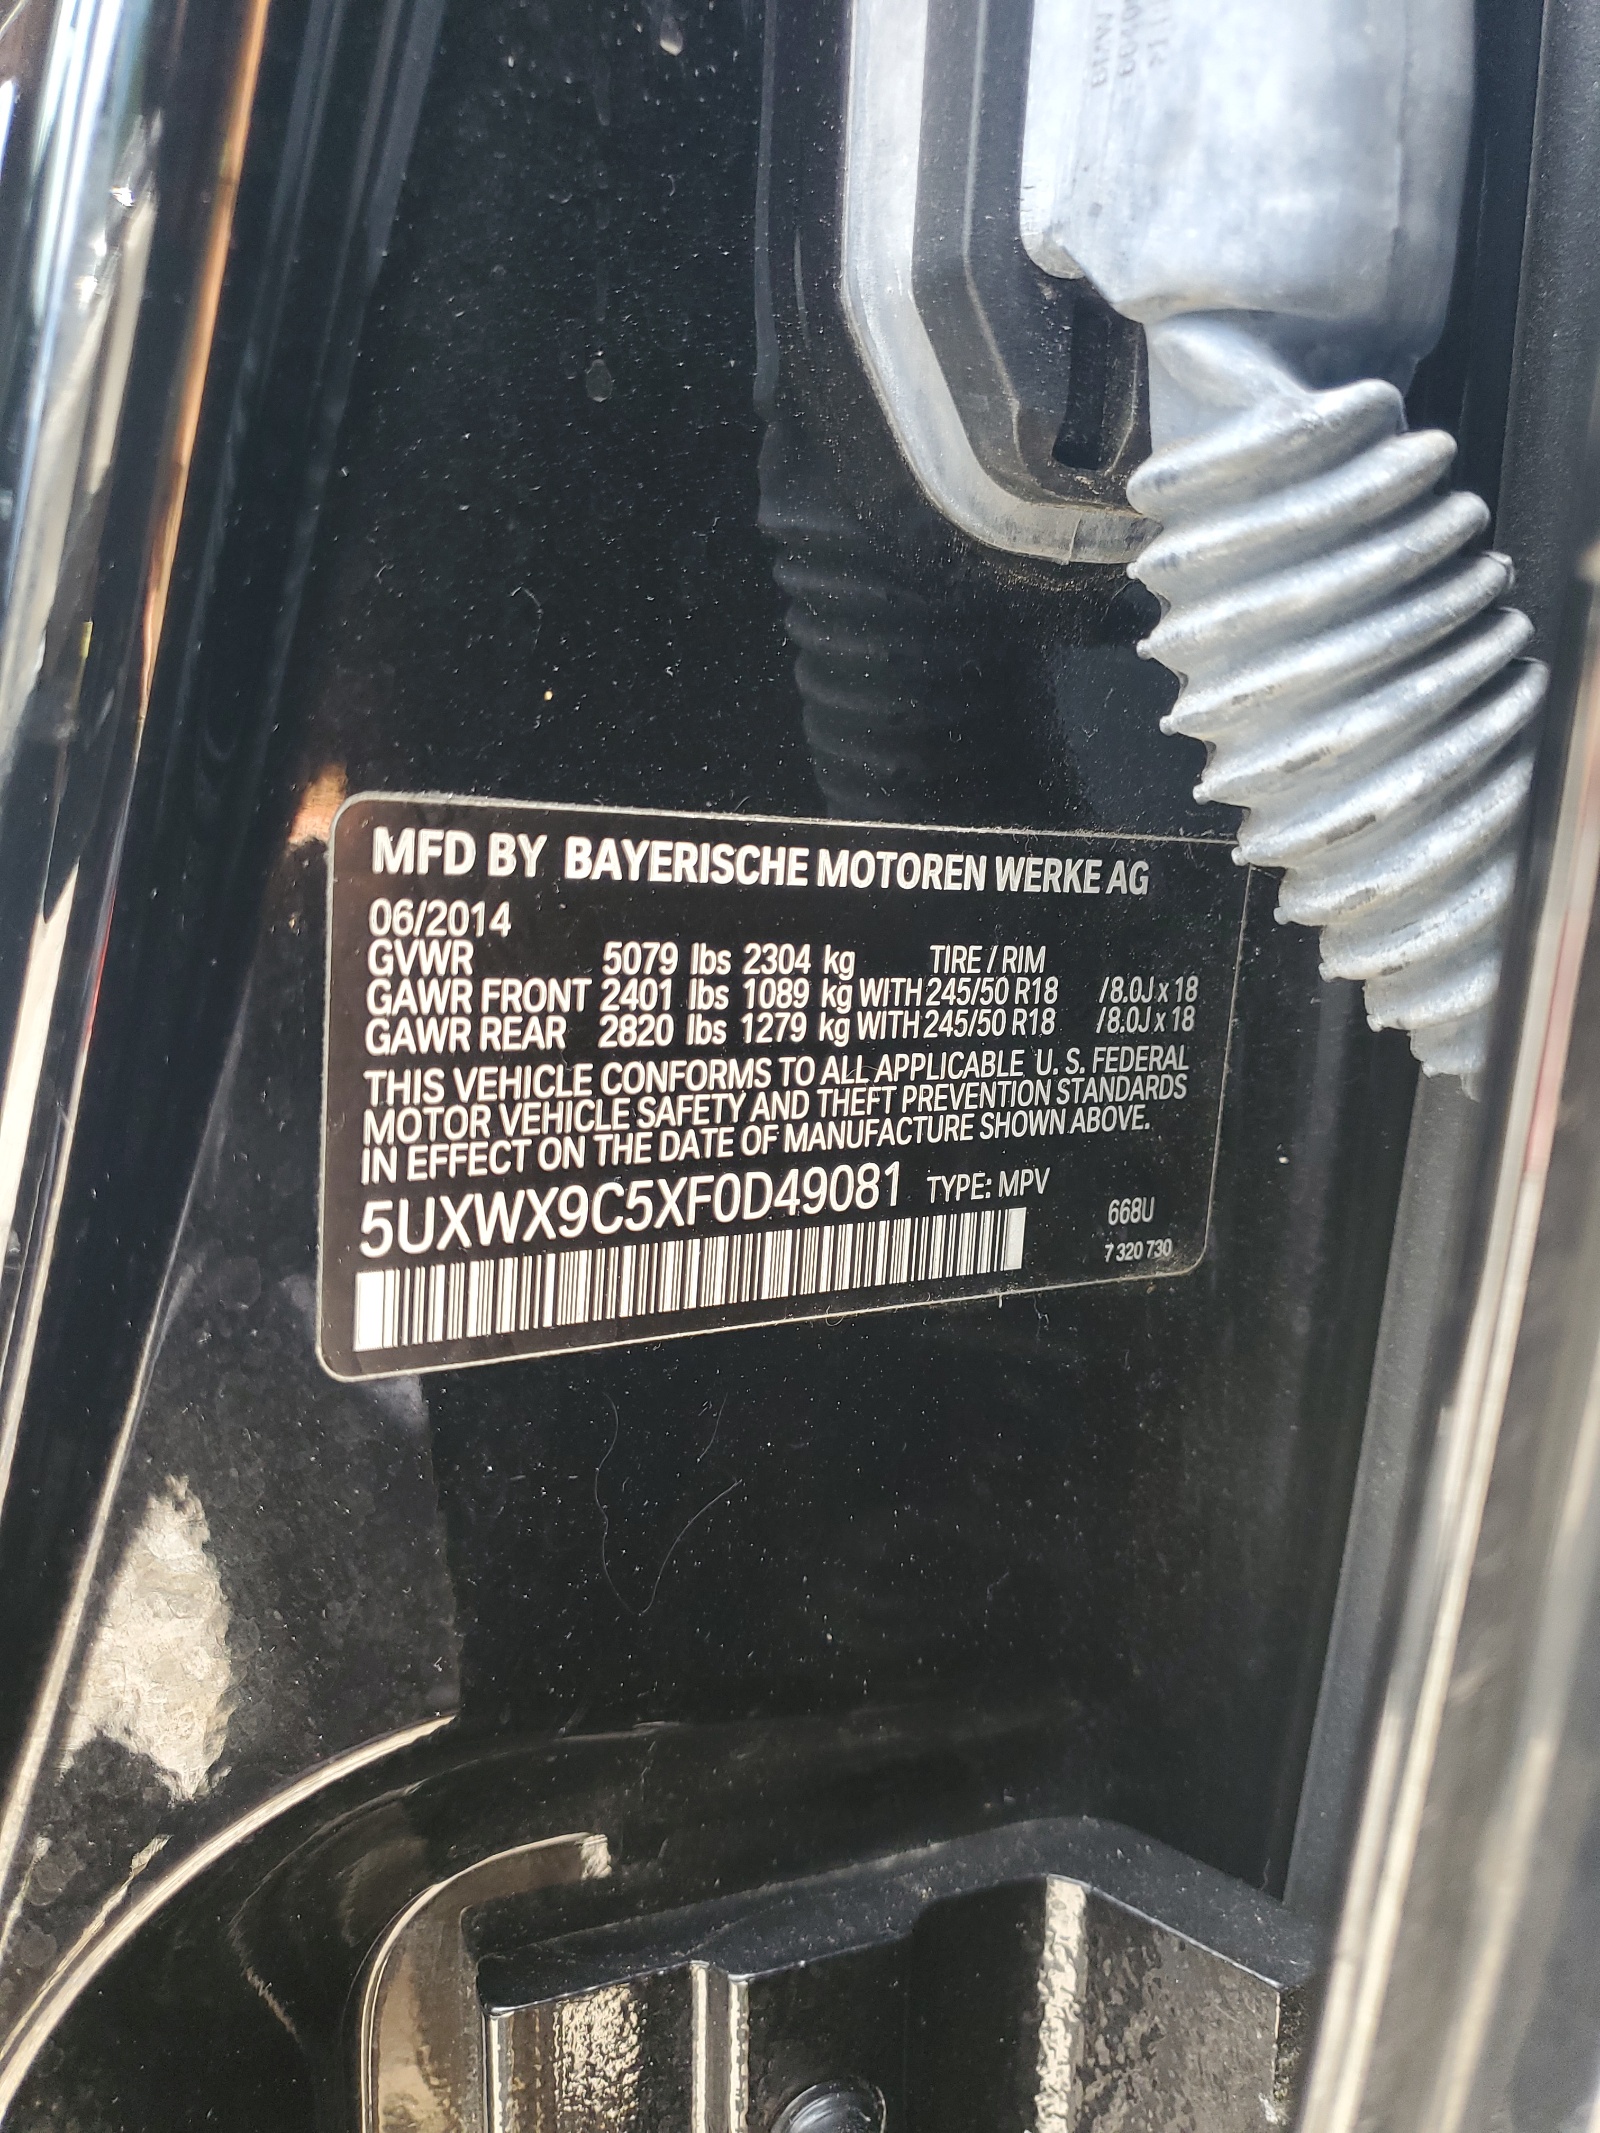 MFD BY BAYERISCHE MOTOREN WERKE AG
06/2014
GVWR 5079 lbs 2304 kg TIRE / RIM
GAWR FRONT 2401 lbs 1089 kg WITH 245/50 R18 /8.0J x 18
GAWR REAR 2820 lbs 1279 kg WITH 245/50 R18 /8.0J x 18
THIS VEHICLE CONFORMS TO ALL APPLICABLE U. S. FEDERAL
MOTOR VEHICLE SAFETY AND THEFT PREVENTION STANDARDS
IN EFFECT ON THE DATE OF MANUFACTURE SHOWN ABOVE.
5UXWX9C5XF0D49081 TYPE: MPV
668U
7 320 730